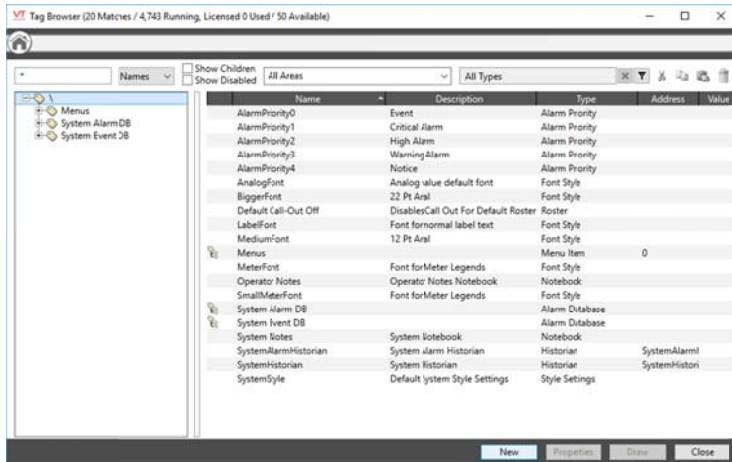 VT Tag Browser (20 Matches / 4,743 Running, Licensed 0 Used / 50 Available)
* Names Show Children All Areas All Types
Show Disabled
\
Menus
System Alarm DB
System Event DB
Name Description Type Address Value
AlarmPriority0 Event Alarm Priority
AlarmPriority1 Critical Alarm Alarm Priority
AlarmPriority2 High Alarm Alarm Priority
AlarmPriority3 Warning Alarm Alarm Priority
AlarmPriority4 Notice Alarm Priority
AnalogFont Analog value default font Font Style
BiggerFont 22 Pt Arial Font Style
Default Call-Out Off Disables Call Out For Default Roster Roster
LabelFont Font for normal label text Font Style
MediumFont 12 Pt Arial Font Style
Menus Menu Item 0
MeterFont Font for Meter Legends Font Style
Operator Notes Operator Notes Notebook Notebook
SmallMeterFont Font for Meter Legends Font Style
System Alarm DB Alarm Database
System Event DB Alarm Database
System Notes System Notebook Notebook
SystemAlarmHistorian System Alarm Historian Historian SystemAlarmI
SystemHistorian System Historian Historian SystemHistori
SystemStyle Default System Style Settings Style Settings
New Properties Draw Close